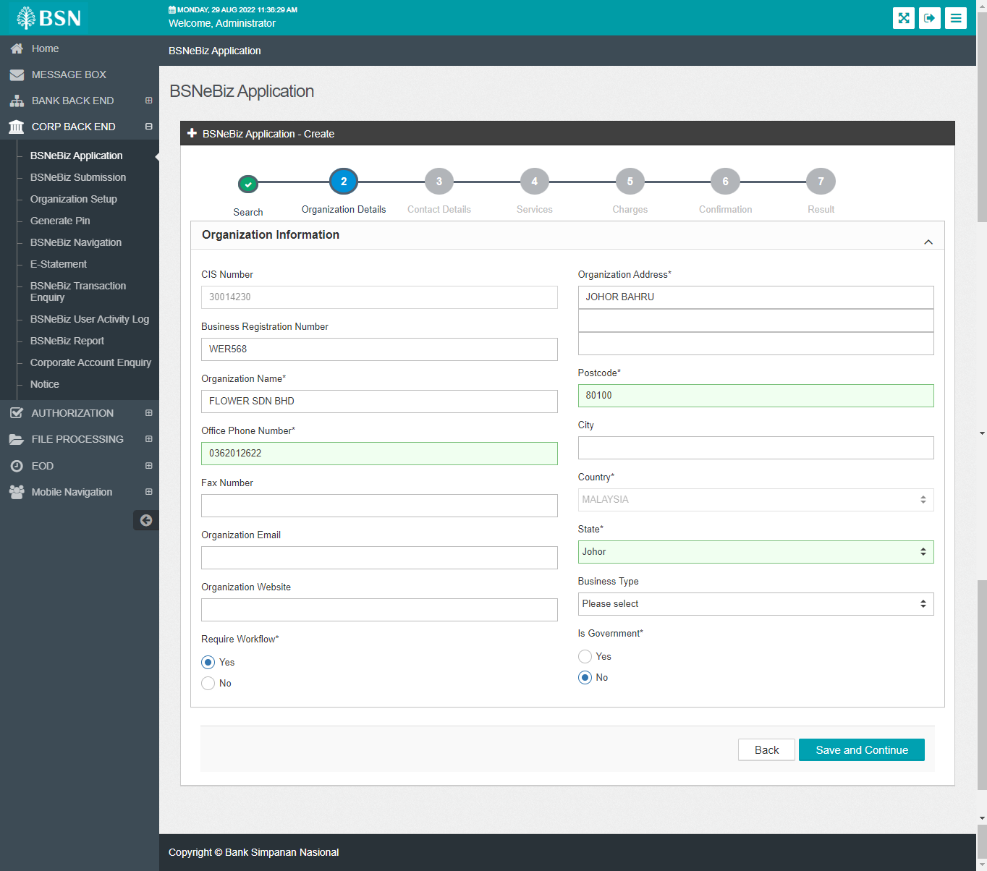 BSN
MONDAY, 29 AUG 2022 11:36:29 AM
Welcome, Administrator
Home
MESSAGE BOX
BANK BACK END
CORP BACK END
BSNeBiz Application
BSNeBiz Submission
Organization Setup
Generate Pin
BSNeBiz Navigation
E-Statement
BSNeBiz Transaction
Enquiry
BSNeBiz User Activity Log
BSNeBiz Report
Corporate Account Enquiry
Notice
AUTHORIZATION
FILE PROCESSING
EOD
Mobile Navigation
BSNeBiz Application
BSNeBiz Application
BSNeBiz Application - Create
2 3 4 5 6 7
Search Organization Details Contact Details Services Charges Confirmation Result
Organization Information
CIS Number
30014230
Business Registration Number
WER568
Organization Name*
FLOWER SDN BHD
Office Phone Number*
0362012622
Fax Number
Organization Email
Organization Website
Require Workflow*
Yes
No
Organization Address*
JOHOR BAHRU
Postcode*
80100
City
Country*
MALAYSIA
State*
Johor
Business Type
Please select
Is Government*
Yes
No
Back Save and Continue
Copyright © Bank Simpanan Nasional